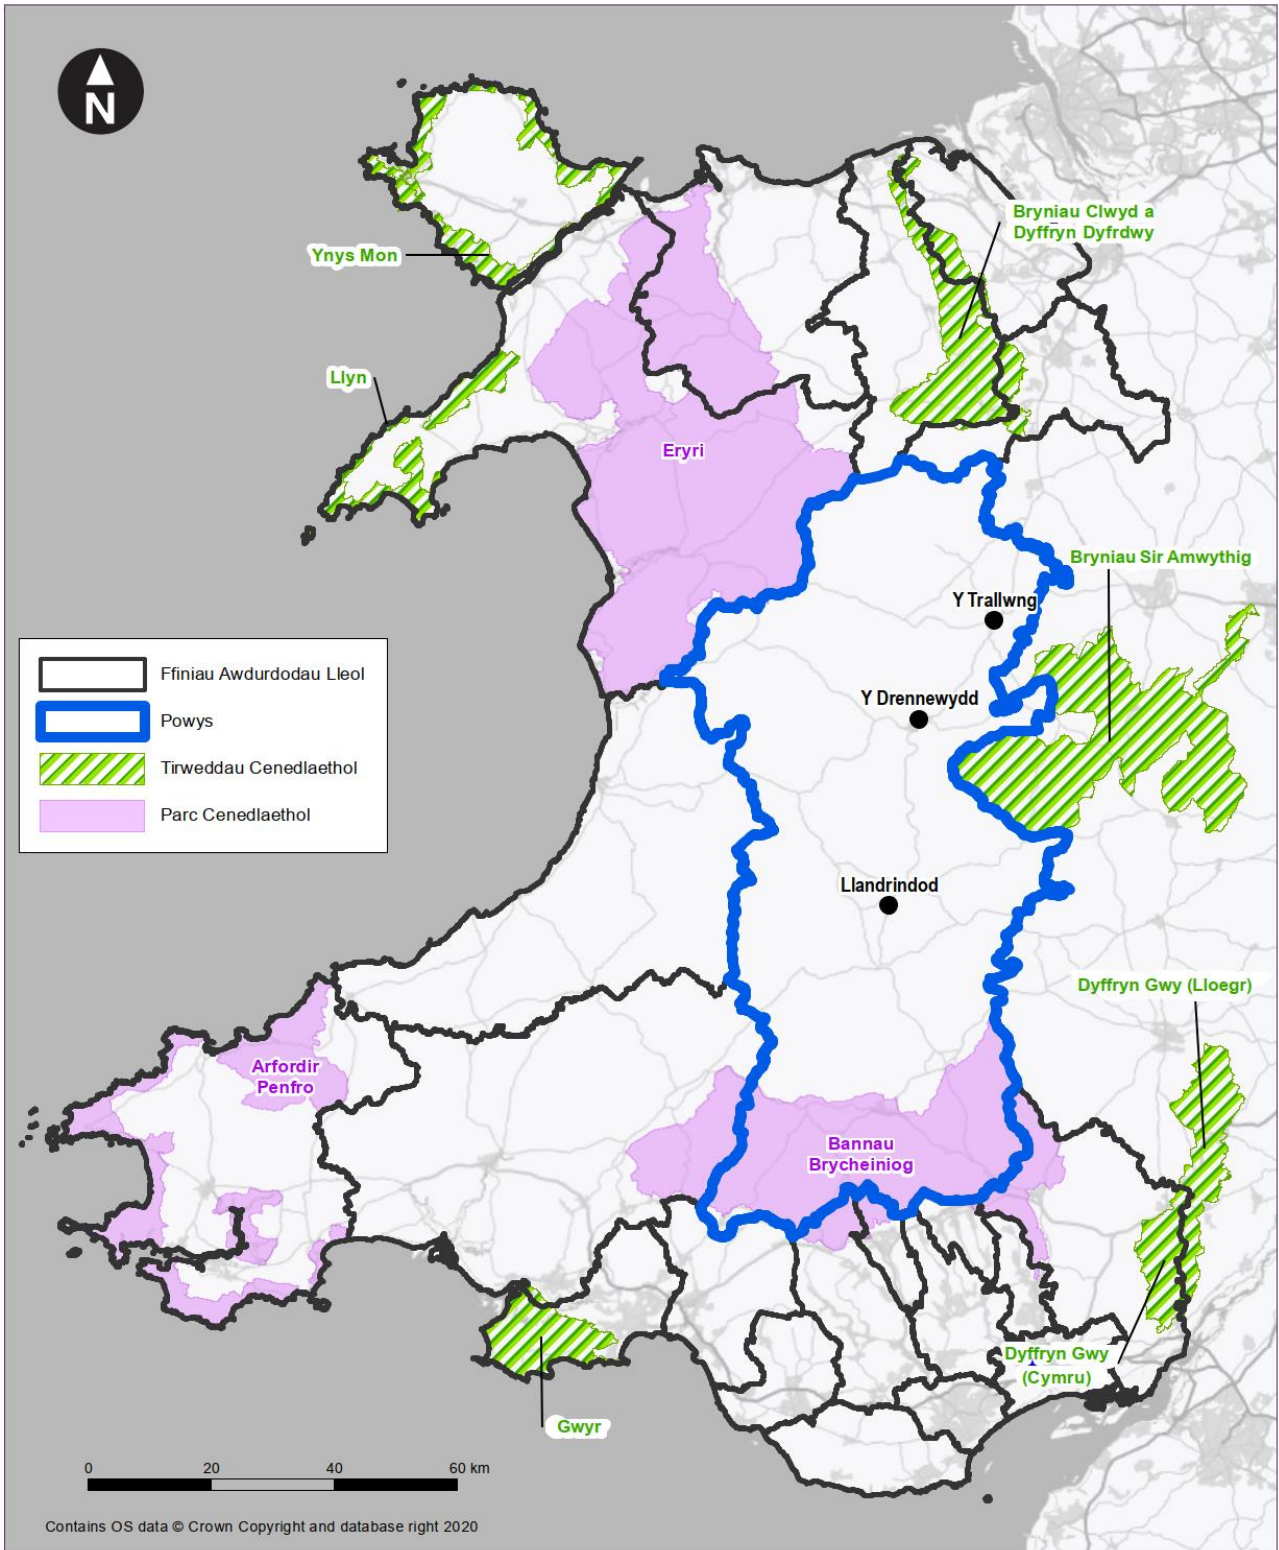 N
Bryniau Clwyd a
Dyffryn Dyfrdwy
Ynys Mon
Llyn
Eryri
Bryniau Sir Amwythig
Y Trallwng
Ffiniau Awdurdodau Lleol
Powys
Tirweddau Cenedlaethol
Parc Cenedlaethol
Y Drennewydd
Llandrindod
Dyffryn Gwy (Lloegr)
Arfordir
Penfro
Bannau
Brycheiniog
Dyffryn Gwy
(Cymru)
Gwyr
0 20 40 60 km
Contains OS data © Crown Copyright and database right 2020